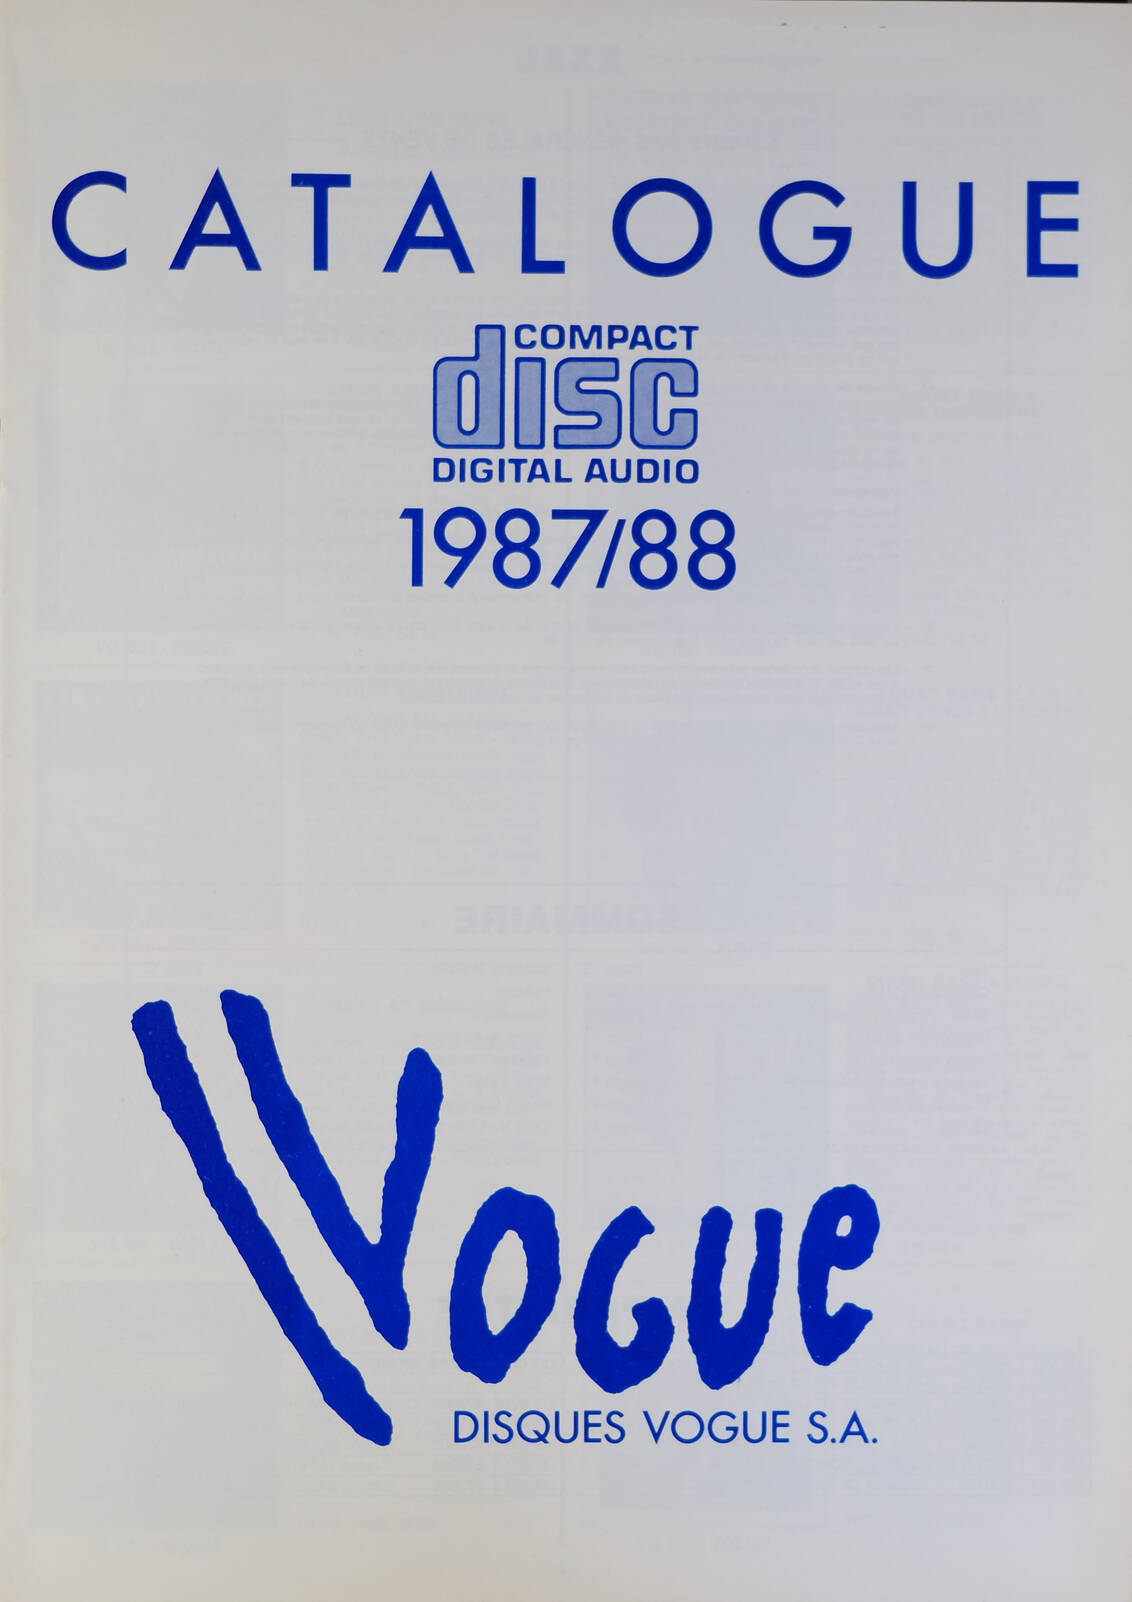 CATALOGUE
COMPACT
disc
DIGITAL AUDIO
1987/88
VOGUE
DISQUES VOGUE S.A.